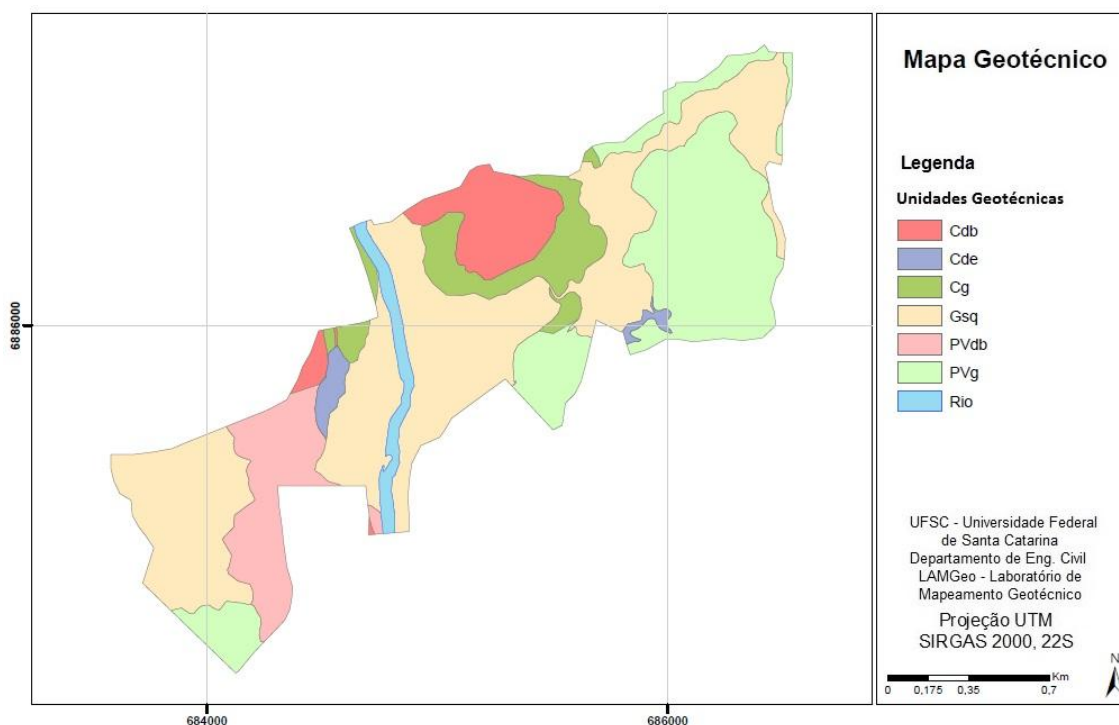 Mapa Geotécnico
Legenda
Unidades Geotécnicas
Cdb
Cde
Cg
Gsq
PVdb
PVg
Rio
UFSC - Universidade Federal
de Santa Catarina
Departamento de Eng. Civil
LAMGeo - Laboratório de
Mapeamento Geotécnico
Projeção UTM
SIRGAS 2000, 22S
N
Km
0 0,175 0,35 0,7
6886000
684000 686000